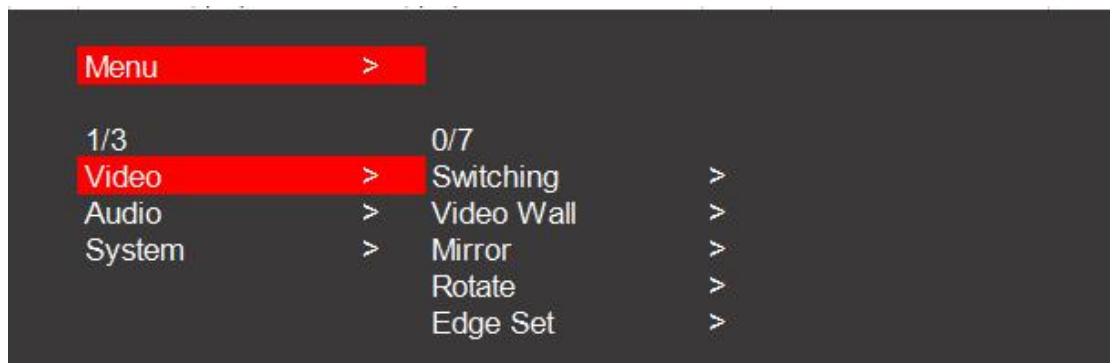 Menu >
1/3 0/7
Video > Switching >
Audio > Video Wall >
System > Mirror >
Rotate >
Edge Set >